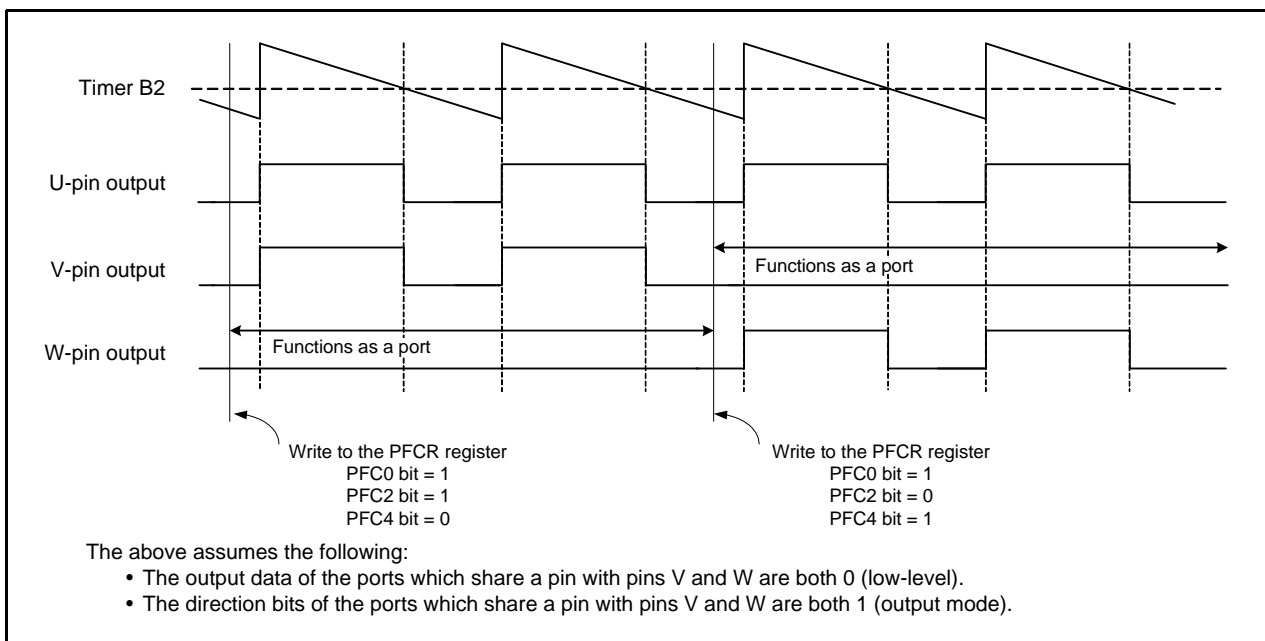 Timer B2
U-pin output
V-pin output
Functions as a port
W-pin output
Functions as a port
Write to the PFCR register
PFC0 bit = 1
PFC2 bit = 1
PFC4 bit = 0
Write to the PFCR register
PFC0 bit = 1
PFC2 bit = 0
PFC4 bit = 1
The above assumes the following:
• The output data of the ports which share a pin with pins V and W are both 0 (low-level).
• The direction bits of the ports which share a pin with pins V and W are both 1 (output mode).